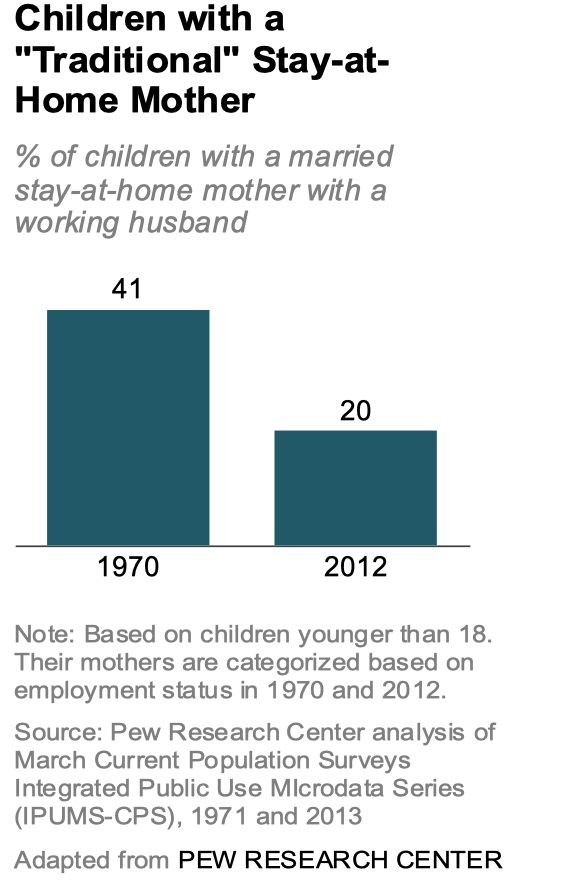 Children with a
"Traditional" Stay-at-
Home Mother
% of children with a married
stay-at-home mother with a
working husband
41
20
1970
2012
Note: Based on children younger than 18.
Their mothers are categorized based on
employment status in 1970 and 2012.
Source: Pew Research Center analysis of
March Current Population Surveys
Integrated Public Use MIcrodata Series
(IPUMS-CPS), 1971 and 2013
Adapted from PEW RESEARCH CENTER